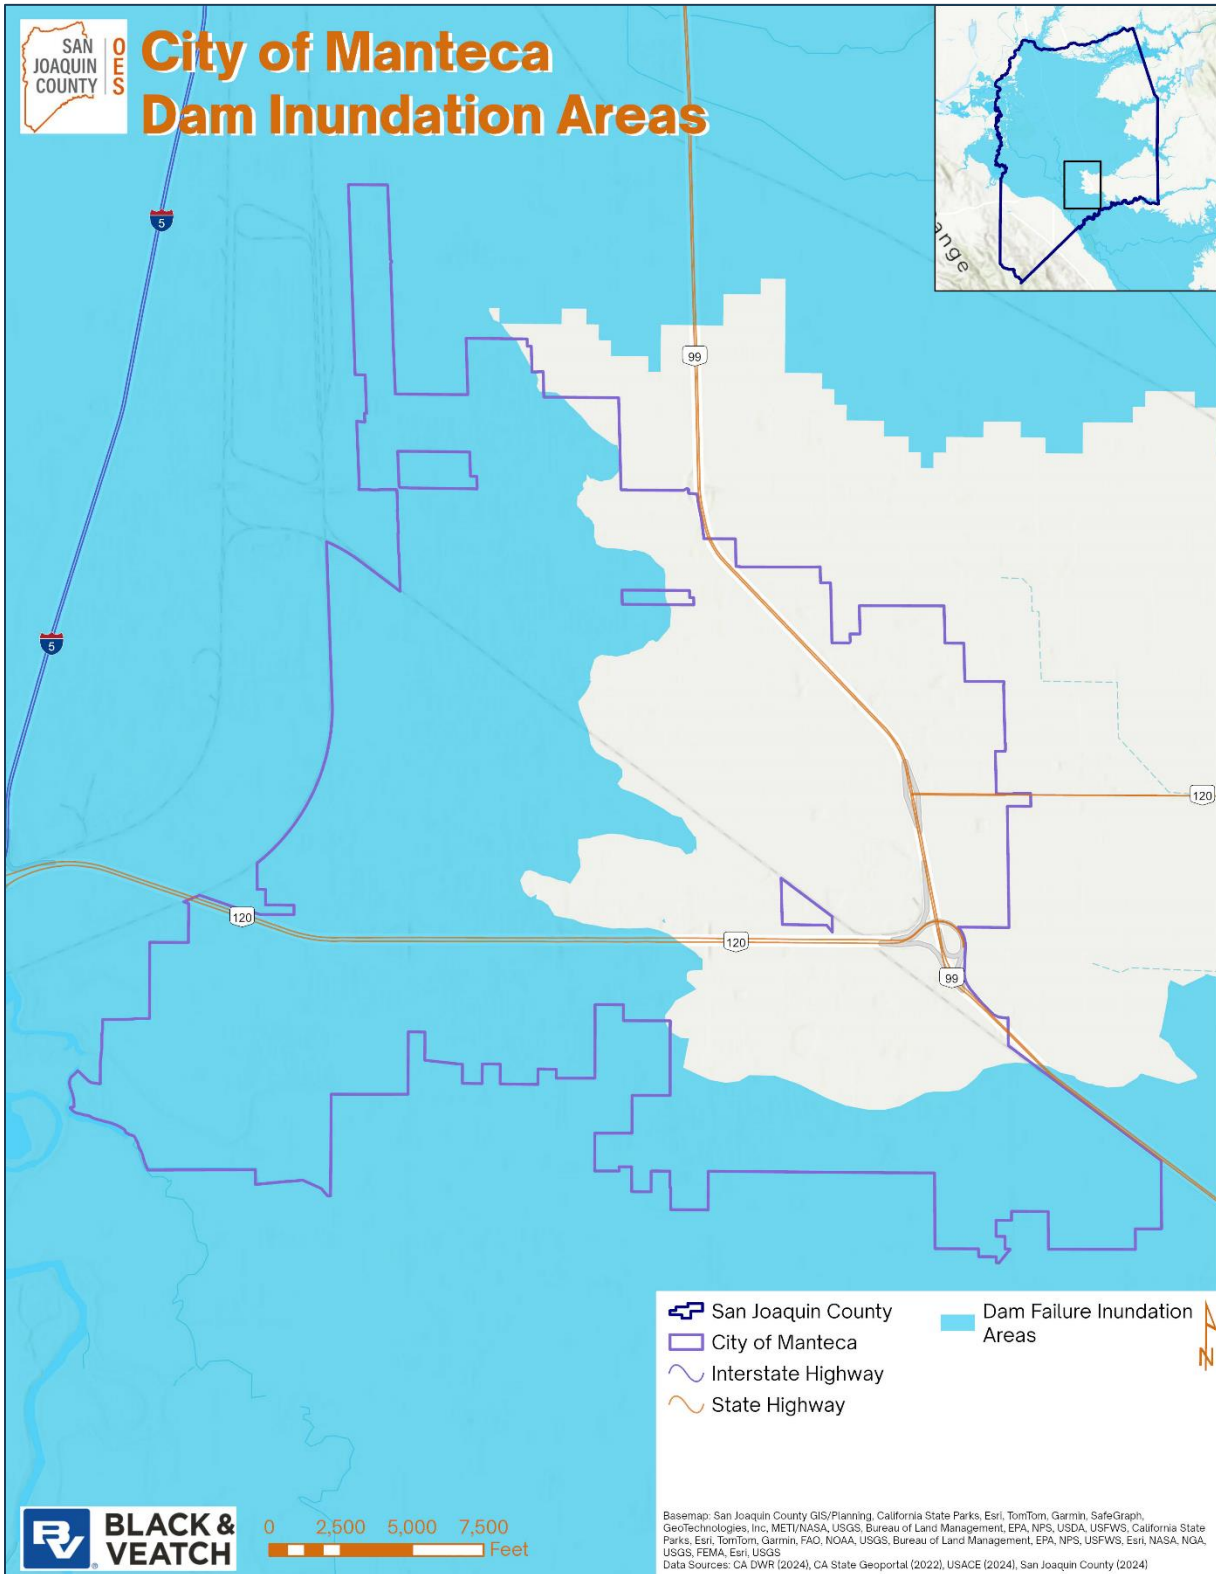 SAN
JOAQUIN
COUNTY
OES
City of Manteca
Dam Inundation Areas
ange
5
99
5
120
120
120
99
San Joaquin County
City of Manteca
Interstate Highway
State Highway
Dam Failure Inundation
Areas
N
BV
BLACK &
VEATCH
0 2,500 5,000 7,500
Feet
Basemap: San Joaquin County GIS/Planning, California State Parks, Esri, TomTom, Garmin, SafeGraph,
GeoTechnologies, Inc, METI/NASA, USGS, Bureau of Land Management, EPA, NPS, USDA, USFWS, California State
Parks, Esri, TomTom, Garmin, FAO, NOAA, USGS, Bureau of Land Management, EPA, NPS, USFWS, Esri, NASA, NGA,
USGS, FEMA, Esri, USGS
Data Sources: CA DWR (2024), CA State Geoportal (2022), USACE (2024), San Joaquin County (2024)